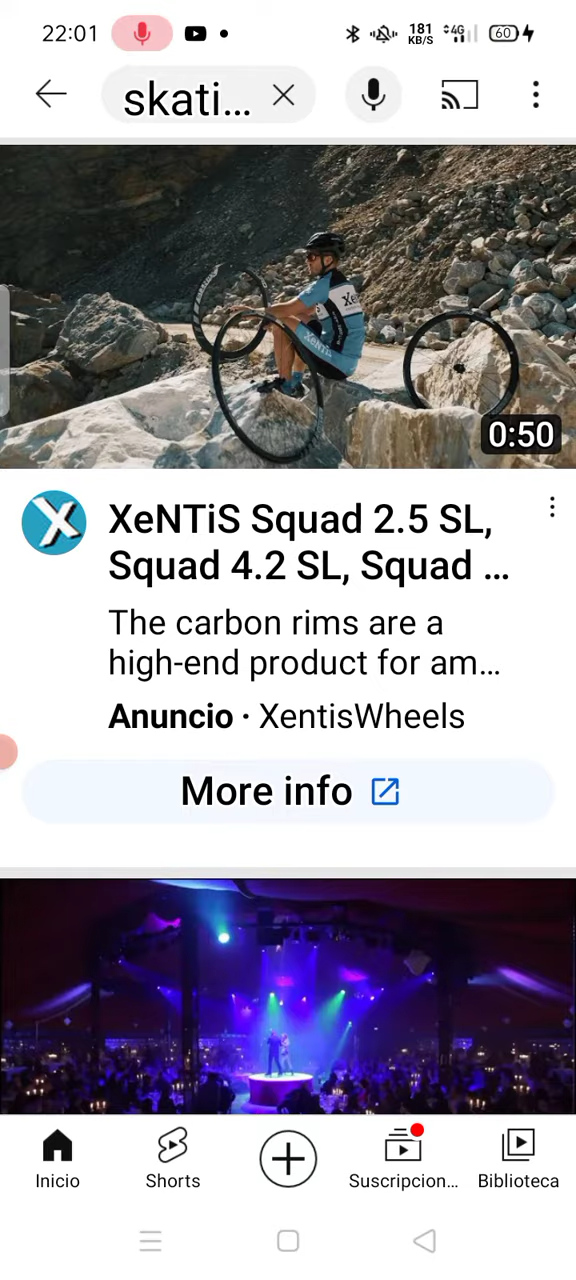 22:01 181 KB/S 4G 60
skati...
0:50
XeNTiS Squad 2.5 SL,
Squad 4.2 SL, Squad ...
The carbon rims are a
high-end product for am...
Anuncio · XentisWheels
More info
Inicio Shorts Suscripcion... Biblioteca